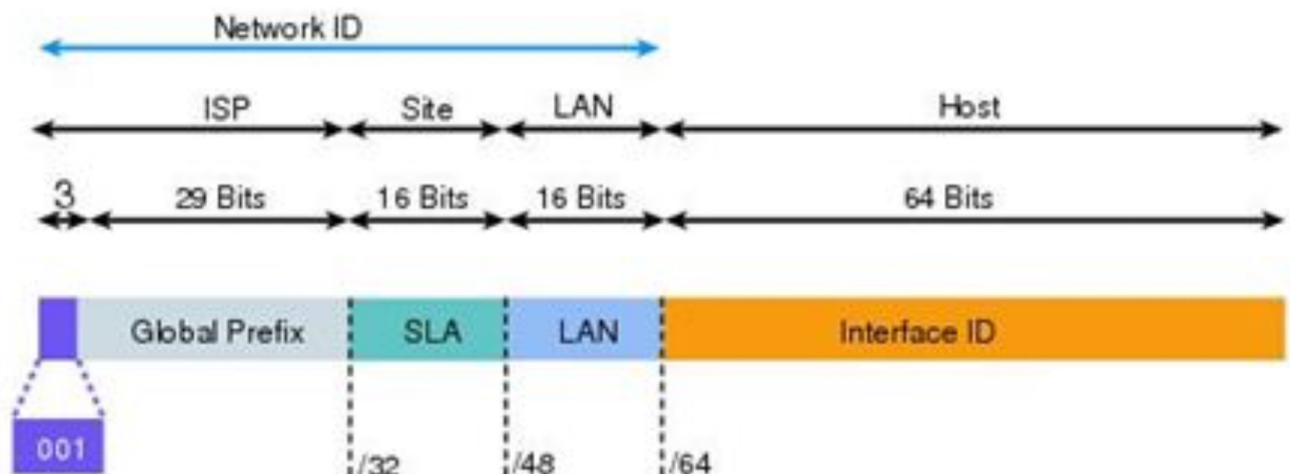 Network ID
ISP Site LAN Host
3 29 Bits 16 Bits 16 Bits 64 Bits
Global Prefix SLA LAN Interface ID
001 /32 /48 /64